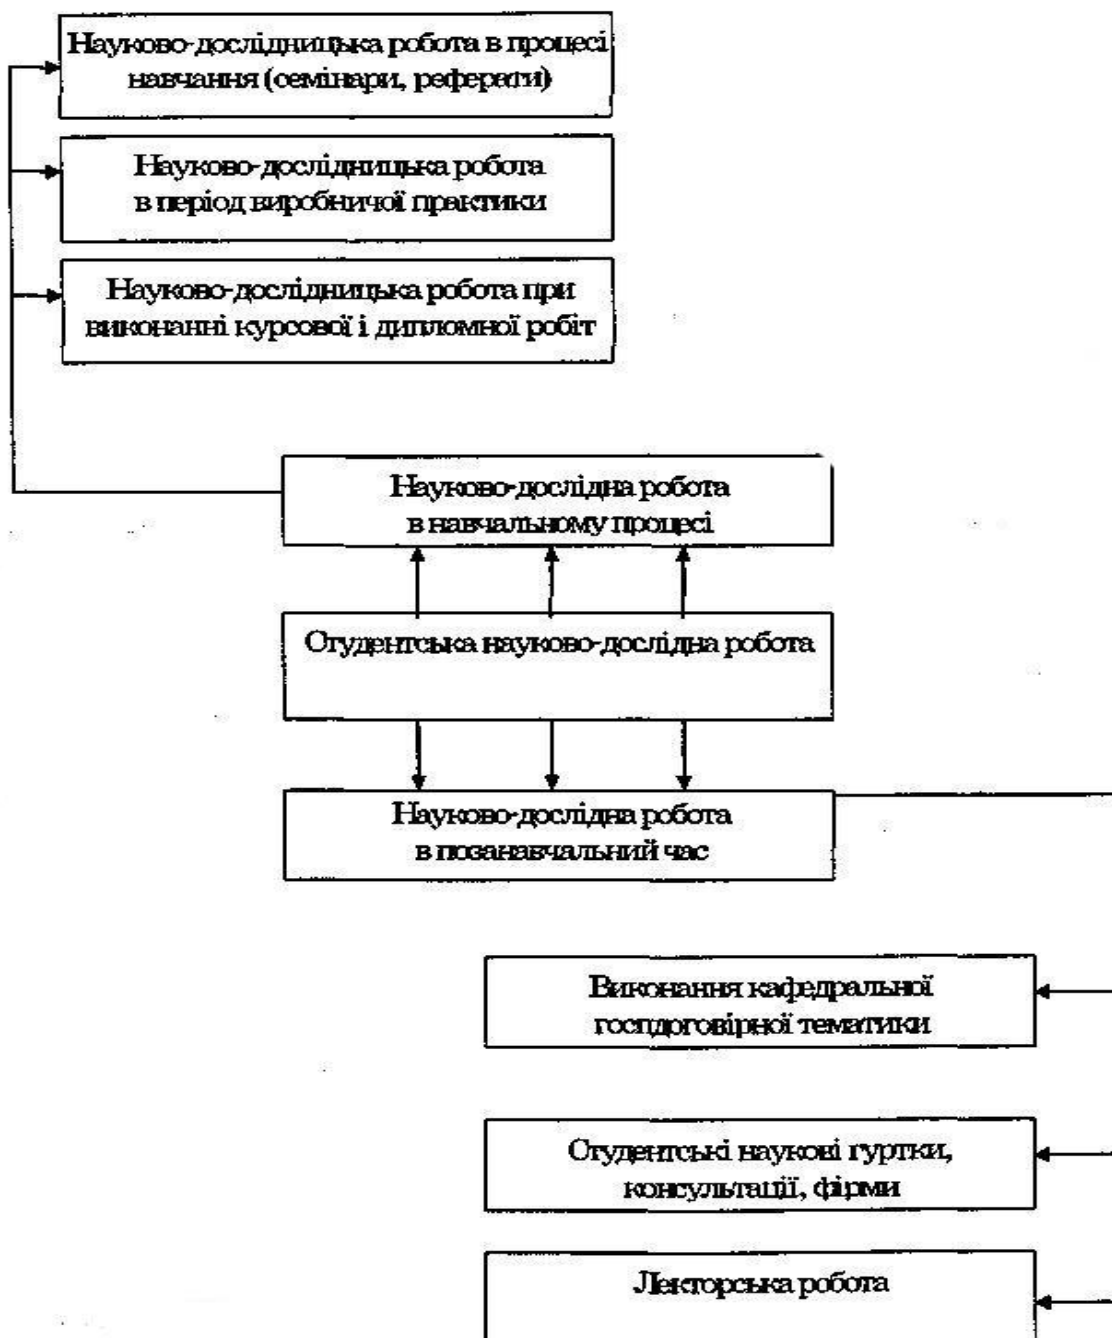 Науково-дослідницька робота в процесі
навчання (семінари, реферати)
Науково-дослідницька робота
в період виробничої практики
Науково-дослідницька робота при
виконанні курсової і дипломної робіт
Науково-дослідна робота
в навчальному процесі
Студентська науково-дослідна робота
Науково-дослідна робота
в позанавчальний час
Виконання кафедральної
госпдоговірної тематики
Студентські наукові гуртки,
консультації, фірми
Лекторська робота